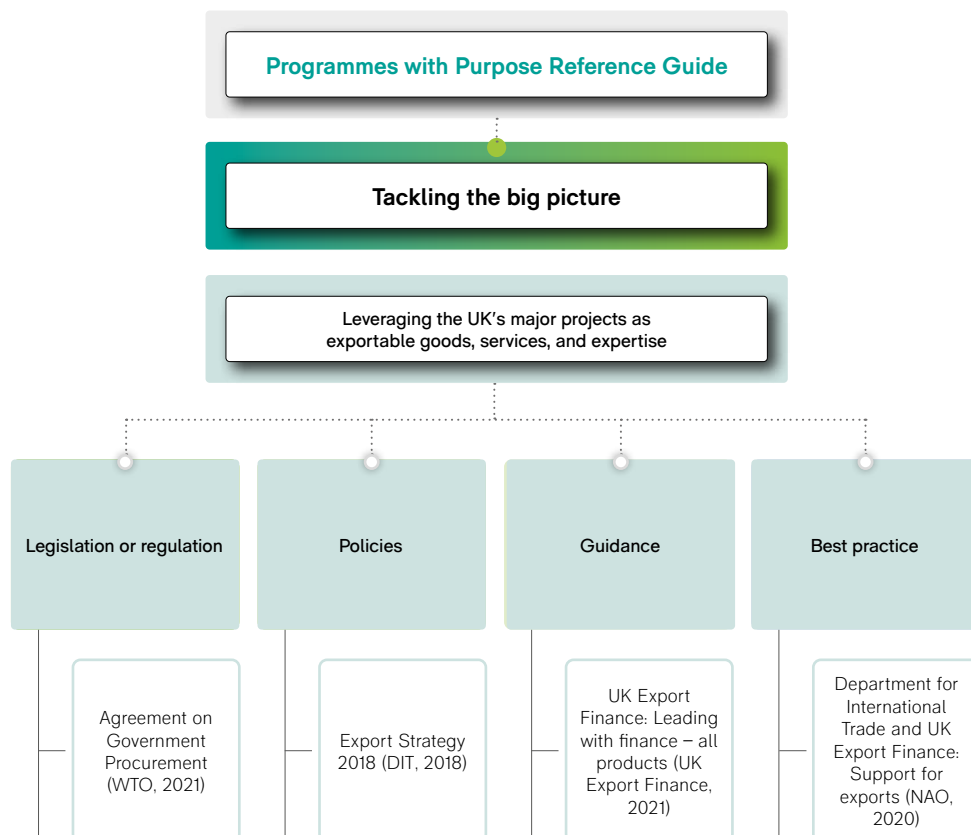 Programmes with Purpose Reference Guide
Tackling the big picture
Leveraging the UK's major projects as
exportable goods, services, and expertise
Legislation or regulation
Policies
Guidance
Best practice
Agreement on
Government
Procurement
(WTO, 2021)
Export Strategy
2018 (DIT, 2018)
UK Export
Finance: Leading
with finance – all
products (UK
Export Finance,
2021)
Department for
International
Trade and UK
Export Finance:
Support for
exports (NAO,
2020)